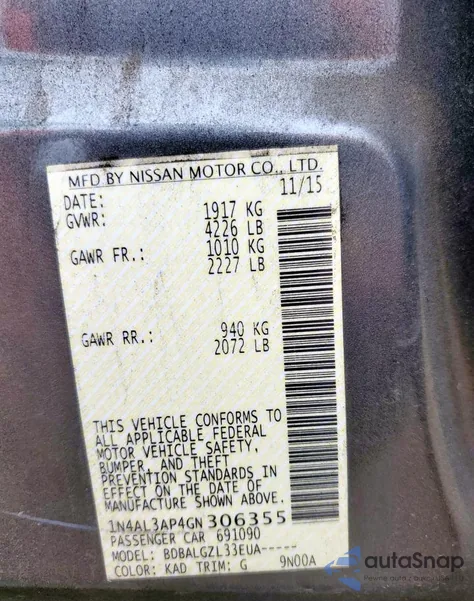 MFD BY NISSAN MOTOR CO., LTD.
DATE: 11/15
GVWR: 1917 KG
4226 LB
GAWR FR.: 1010 KG
2227 LB
GAWR RR.: 940 KG
2072 LB
THIS VEHICLE CONFORMS TO
ALL APPLICABLE FEDERAL
MOTOR VEHICLE SAFETY,
BUMPER, AND THEFT
PREVENTION STANDARDS IN
EFFECT ON THE DATE OF
MANUFACTURE SHOWN ABOVE.
1N4AL3AP4GN306355
PASSENGER CAR 691090
MODEL: BDBALGZL33EUA-----
COLOR: KAD TRIM: G 9N00A
autoSnap